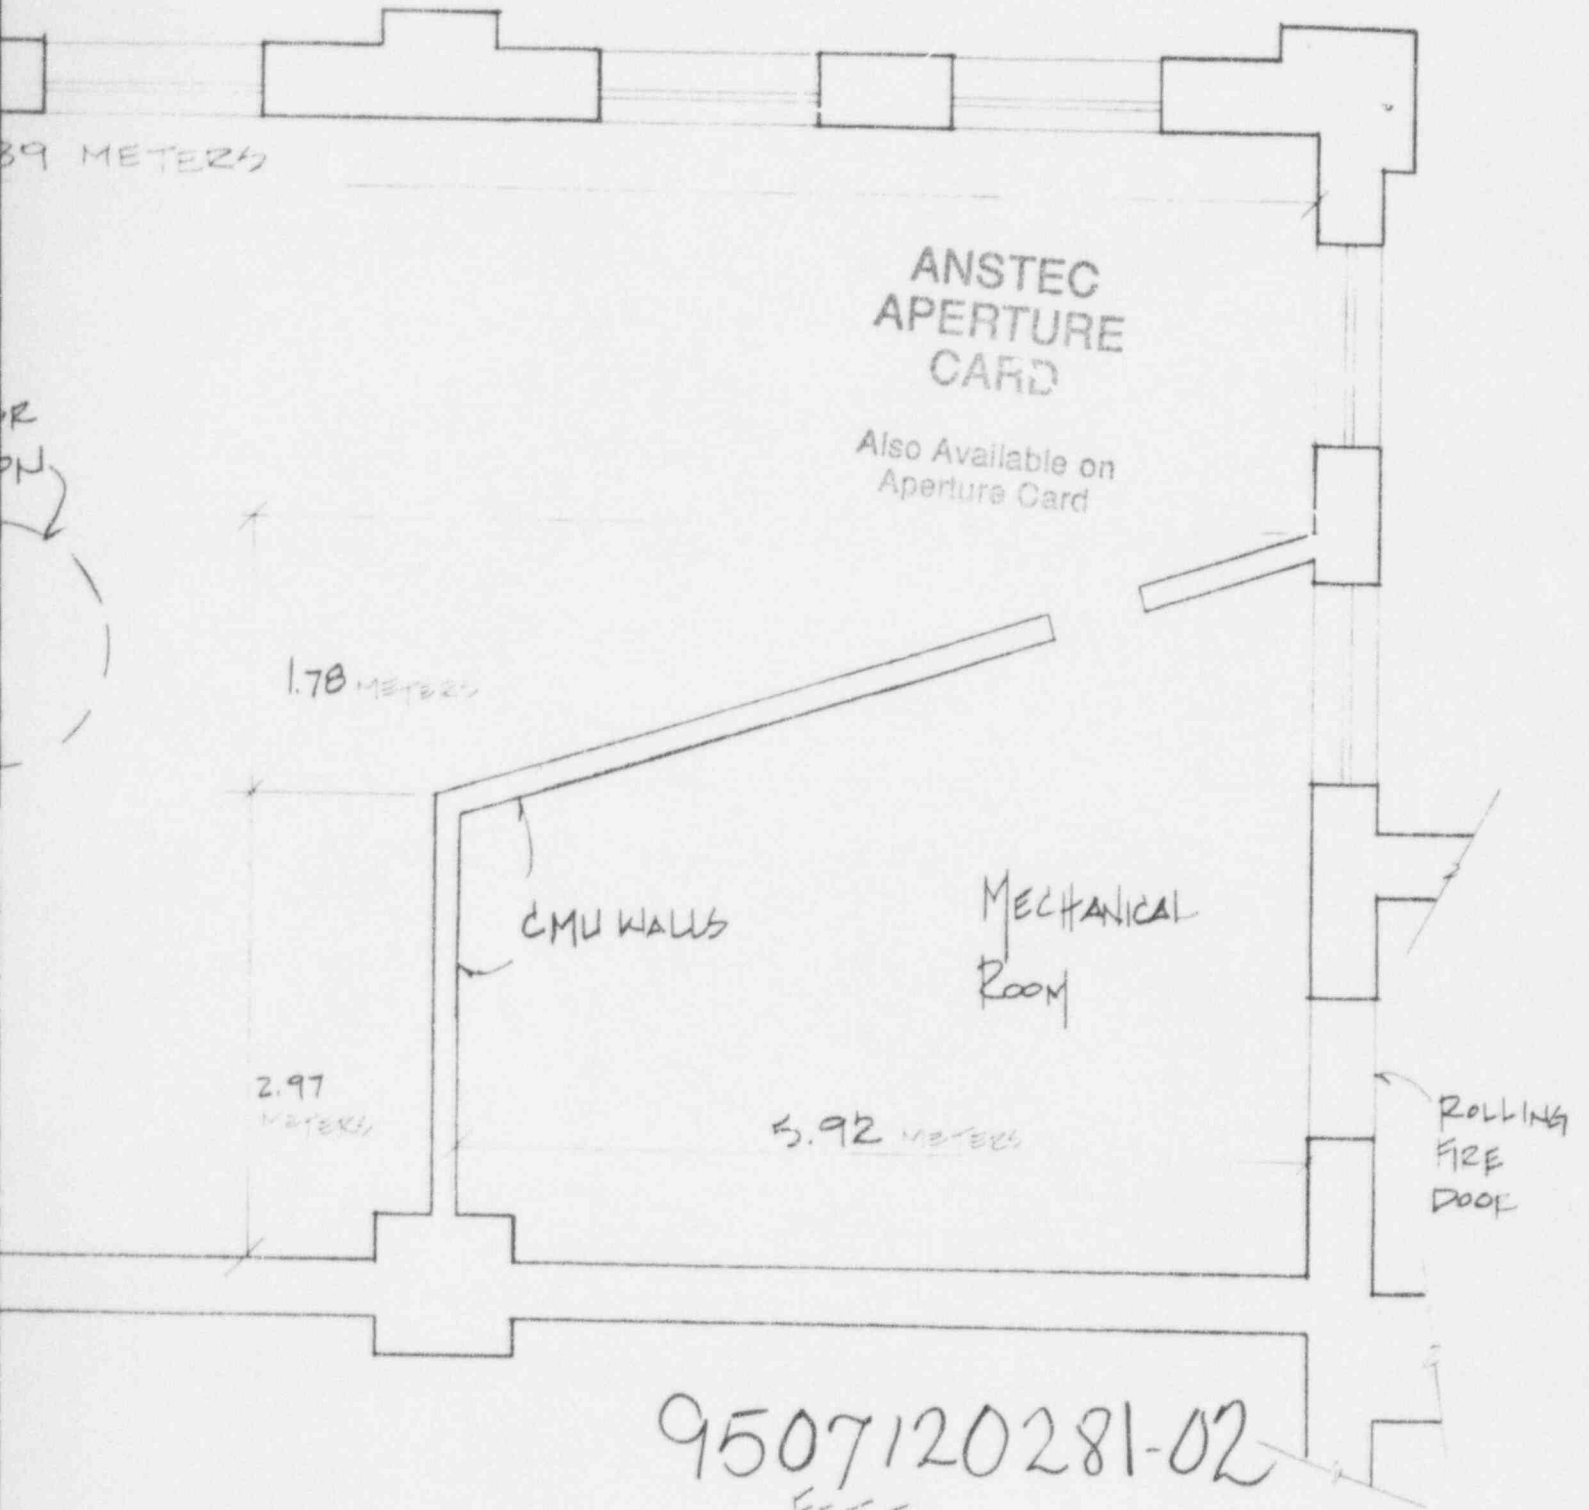 39 METERS
ANSTEC
APERTURE
CARD
Also Available on
Aperture Card
1.78 METERS
CMU WALLS
MECHANICAL
ROOM
2.97
METERS
5.92 METERS
ROLLING
FIRE
DOOR
9507120281-02